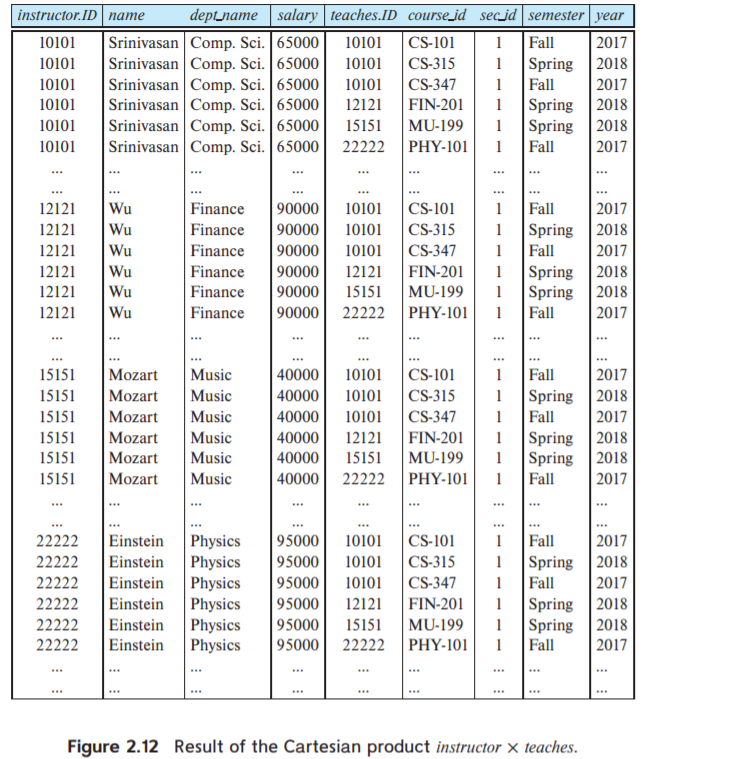 instructor.ID name dept_name salary teaches.ID course_id sec_id semester year
10101 Srinivasan Comp. Sci. 65000 10101 CS-101 1 Fall 2017
10101 Srinivasan Comp. Sci. 65000 10101 CS-315 1 Spring 2018
10101 Srinivasan Comp. Sci. 65000 10101 CS-347 1 Fall 2017
10101 Srinivasan Comp. Sci. 65000 12121 FIN-201 1 Spring 2018
10101 Srinivasan Comp. Sci. 65000 15151 MU-199 1 Spring 2018
10101 Srinivasan Comp. Sci. 65000 22222 PHY-101 1 Fall 2017
... ... ... ... ... ... ... ... ...
... ... ... ... ... ... ... ... ...
12121 Wu Finance 90000 10101 CS-101 1 Fall 2017
12121 Wu Finance 90000 10101 CS-315 1 Spring 2018
12121 Wu Finance 90000 10101 CS-347 1 Fall 2017
12121 Wu Finance 90000 12121 FIN-201 1 Spring 2018
12121 Wu Finance 90000 15151 MU-199 1 Spring 2018
12121 Wu Finance 90000 22222 PHY-101 1 Fall 2017
... ... ... ... ... ... ... ... ...
... ... ... ... ... ... ... ... ...
15151 Mozart Music 40000 10101 CS-101 1 Fall 2017
15151 Mozart Music 40000 10101 CS-315 1 Spring 2018
15151 Mozart Music 40000 10101 CS-347 1 Fall 2017
15151 Mozart Music 40000 12121 FIN-201 1 Spring 2018
15151 Mozart Music 40000 15151 MU-199 1 Spring 2018
15151 Mozart Music 40000 22222 PHY-101 1 Fall 2017
... ... ... ... ... ... ... ... ...
... ... ... ... ... ... ... ... ...
22222 Einstein Physics 95000 10101 CS-101 1 Fall 2017
22222 Einstein Physics 95000 10101 CS-315 1 Spring 2018
22222 Einstein Physics 95000 10101 CS-347 1 Fall 2017
22222 Einstein Physics 95000 12121 FIN-201 1 Spring 2018
22222 Einstein Physics 95000 15151 MU-199 1 Spring 2018
22222 Einstein Physics 95000 22222 PHY-101 1 Fall 2017
... ... ... ... ... ... ... ... ...
... ... ... ... ... ... ... ... ...
Figure 2.12 Result of the Cartesian product instructor × teaches.